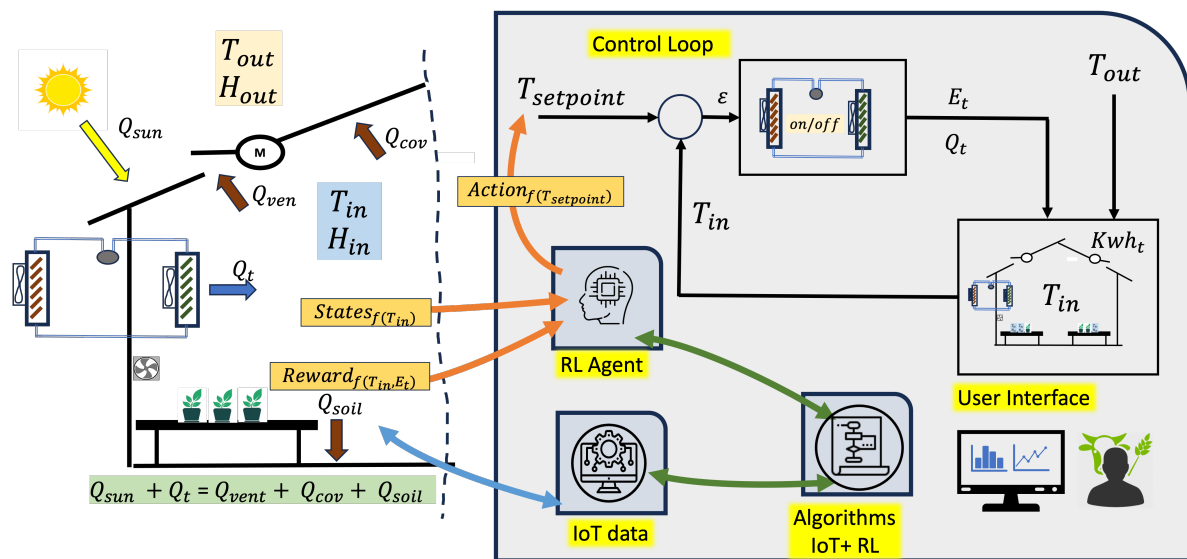 T_out
H_out
Q_sun
M
Q_cov
Q_ven
T_in
H_in
Q_t
States_f(T_in)
Reward_f(T_in,E_t)
Q_soil
Q_sun + Q_t = Q_vent + Q_cov + Q_soil
Control Loop
T_setpoint
ε
on/off
E_t
Q_t
T_out
Action_f(T_setpoint)
T_in
Kwh_t
T_in
RL Agent
User Interface
IoT data
Algorithms
IoT+ RL